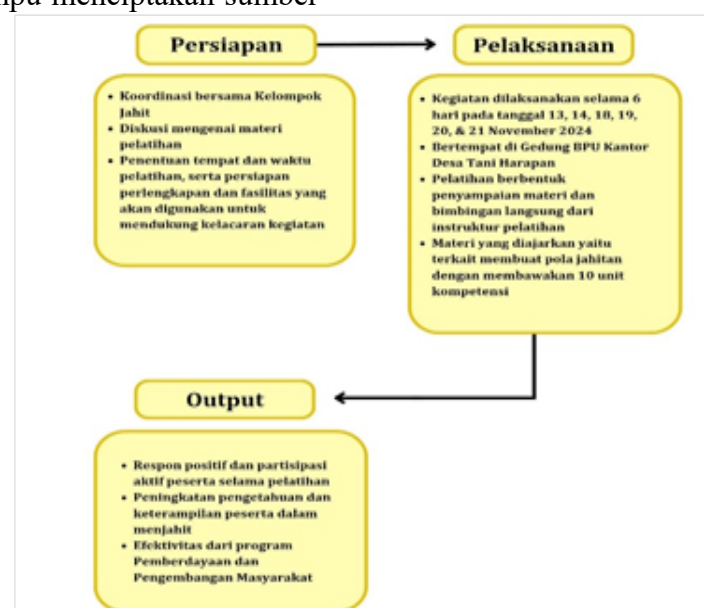 mpu menciptakan sumber
Persiapan
Pelaksanaan
• Koordinasi bersama Kelompok
Jahit
• Diskusi mengenai materi
pelatihan
• Penentuan tempat dan waktu
pelatihan, serta persiapan
perlengkapan dan fasilitas yang
akan digunakan untuk
mendukung kelacaran kegiatan
• Kegiatan dilaksanakan selama 6
hari pada tanggal 13, 14, 18, 19,
20, & 21 November 2024
• Bertempat di Gedung BPU Kantor
Desa Tani Harapan
• Pelatihan berbentuk
penyampaian materi dan
bimbingan langsung dari
instruktur pelatihan
• Materi yang diajarkan yaitu
terkait membuat pola jahitan
dengan membawakan 10 unit
kompetensi
Output
• Respon positif dan partisipasi
aktif peserta selama pelatihan
• Peningkatan pengetahuan dan
keterampilan peserta dalam
menjahit
• Efektivitas dari program
Pemberdayaan dan
Pengembangan Masyarakat